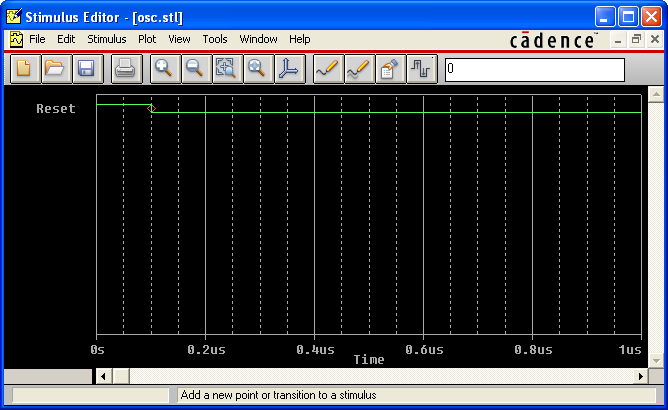 Stimulus Editor - [osc.stl]
File Edit Stimulus Plot View Tools Window Help
cādence™
0
Reset
0s 0.2us 0.4us 0.6us 0.8us 1us
Time
Add a new point or transition to a stimulus